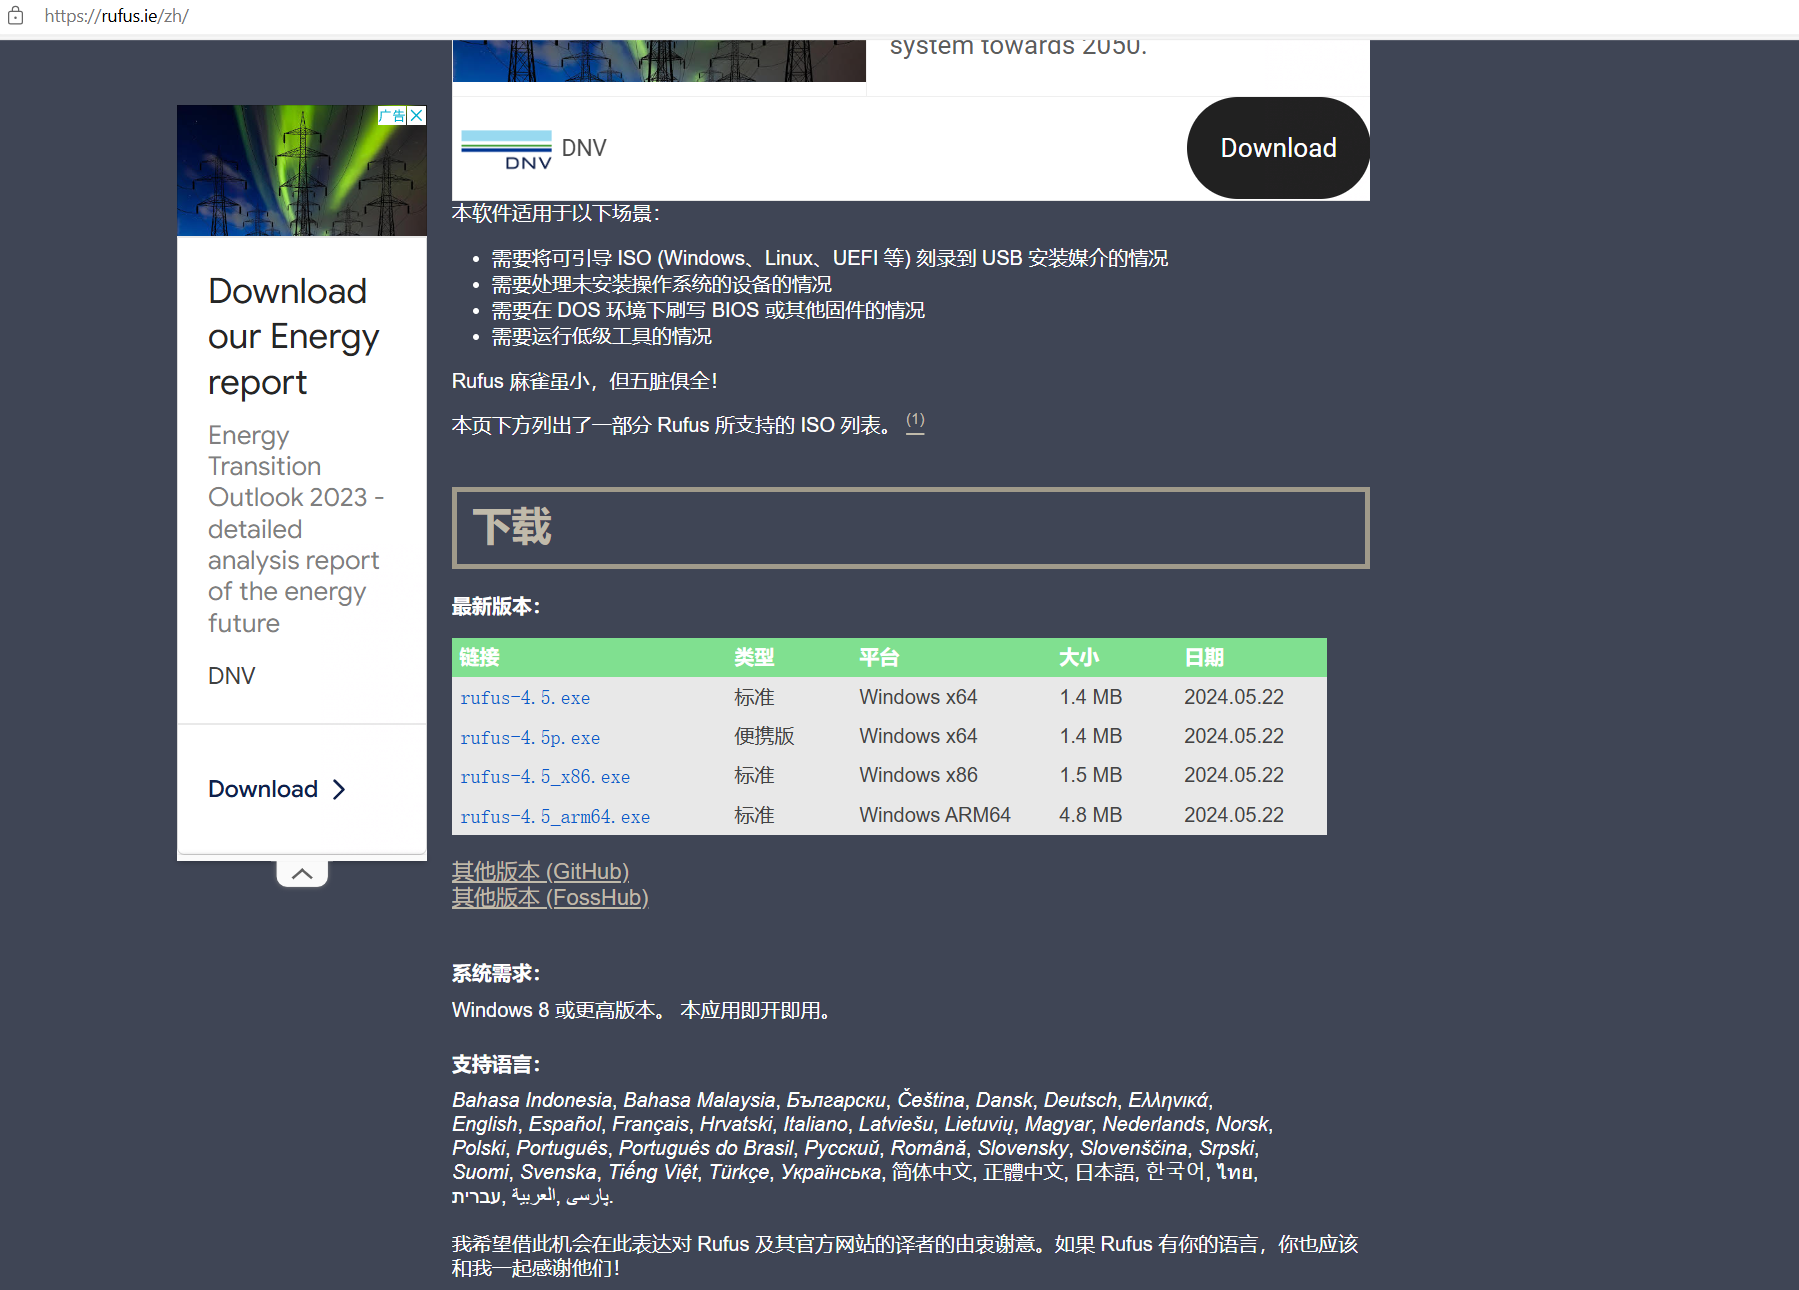 https://rufus.ie/zh/
system towards 2050.
DNV
DNV
Download
广告
Download
our Energy
report
Energy
Transition
Outlook 2023 -
detailed
analysis report
of the energy
future
DNV
Download
本软件适用于以下场景：
• 需要将可引导 ISO (Windows、Linux、UEFI 等) 刻录到 USB 安装媒介的情况
• 需要处理未安装操作系统的设备的情况
• 需要在 DOS 环境下刷写 BIOS 或其他固件的情况
• 需要运行低级工具的情况
Rufus 麻雀虽小，但五脏俱全！
本页下方列出了一部分 Rufus 所支持的 ISO 列表。 (1)
下载
最新版本：
链接 类型 平台 大小 日期
rufus-4.5.exe 标准 Windows x64 1.4 MB 2024.05.22
rufus-4.5p.exe 便携版 Windows x64 1.4 MB 2024.05.22
rufus-4.5_x86.exe 标准 Windows x86 1.5 MB 2024.05.22
rufus-4.5_arm64.exe 标准 Windows ARM64 4.8 MB 2024.05.22
其他版本 (GitHub)
其他版本 (FossHub)
系统需求：
Windows 8 或更高版本。 本应用即开即用。
支持语言：
Bahasa Indonesia, Bahasa Malaysia, Български, Čeština, Dansk, Deutsch, Ελληνικά,
English, Español, Français, Hrvatski, Italiano, Latviešu, Lietuvių, Magyar, Nederlands, Norsk,
Polski, Português, Português do Brasil, Русский, Română, Slovensky, Slovenščina, Srpski,
Suomi, Svenska, Tiếng Việt, Türkçe, Українська, 简体中文, 正體中文, 日本語, 한국어, ไทย,
עברית, العربية, پارسی.
我希望借此机会在此表达对 Rufus 及其官方网站的译者的由衷谢意。如果 Rufus 有你的语言，你也应该
和我一起感谢他们！